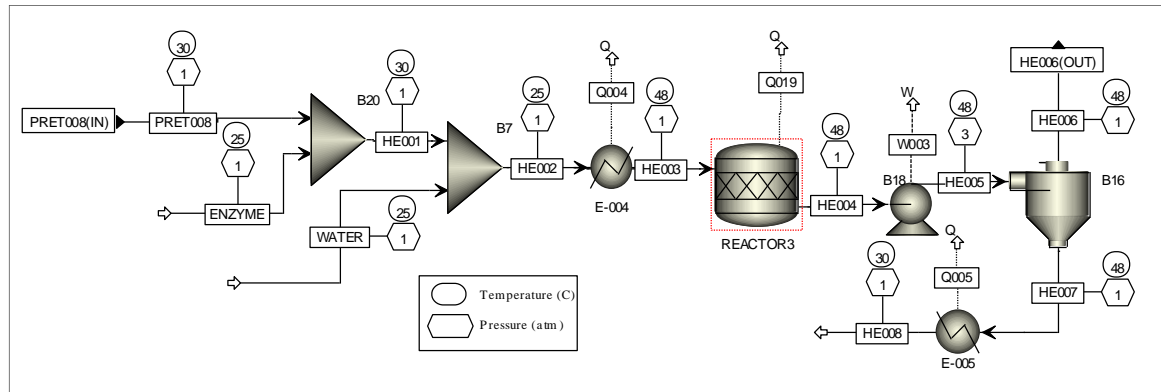 30
1
PRET008(IN)
PRET008
25
1
ENZYME
B20
30
1
HE001
WATER
25
1
B7
25
1
HE002
Q
Q004
E-004
48
1
HE003
Q
Q019
REACTOR3
48
1
HE004
W
W003
B18
48
3
HE005
HE006(OUT)
48
1
HE006
B16
48
1
HE007
Q
Q005
E-005
30
1
HE008
Temperature (C)
Pressure (atm)